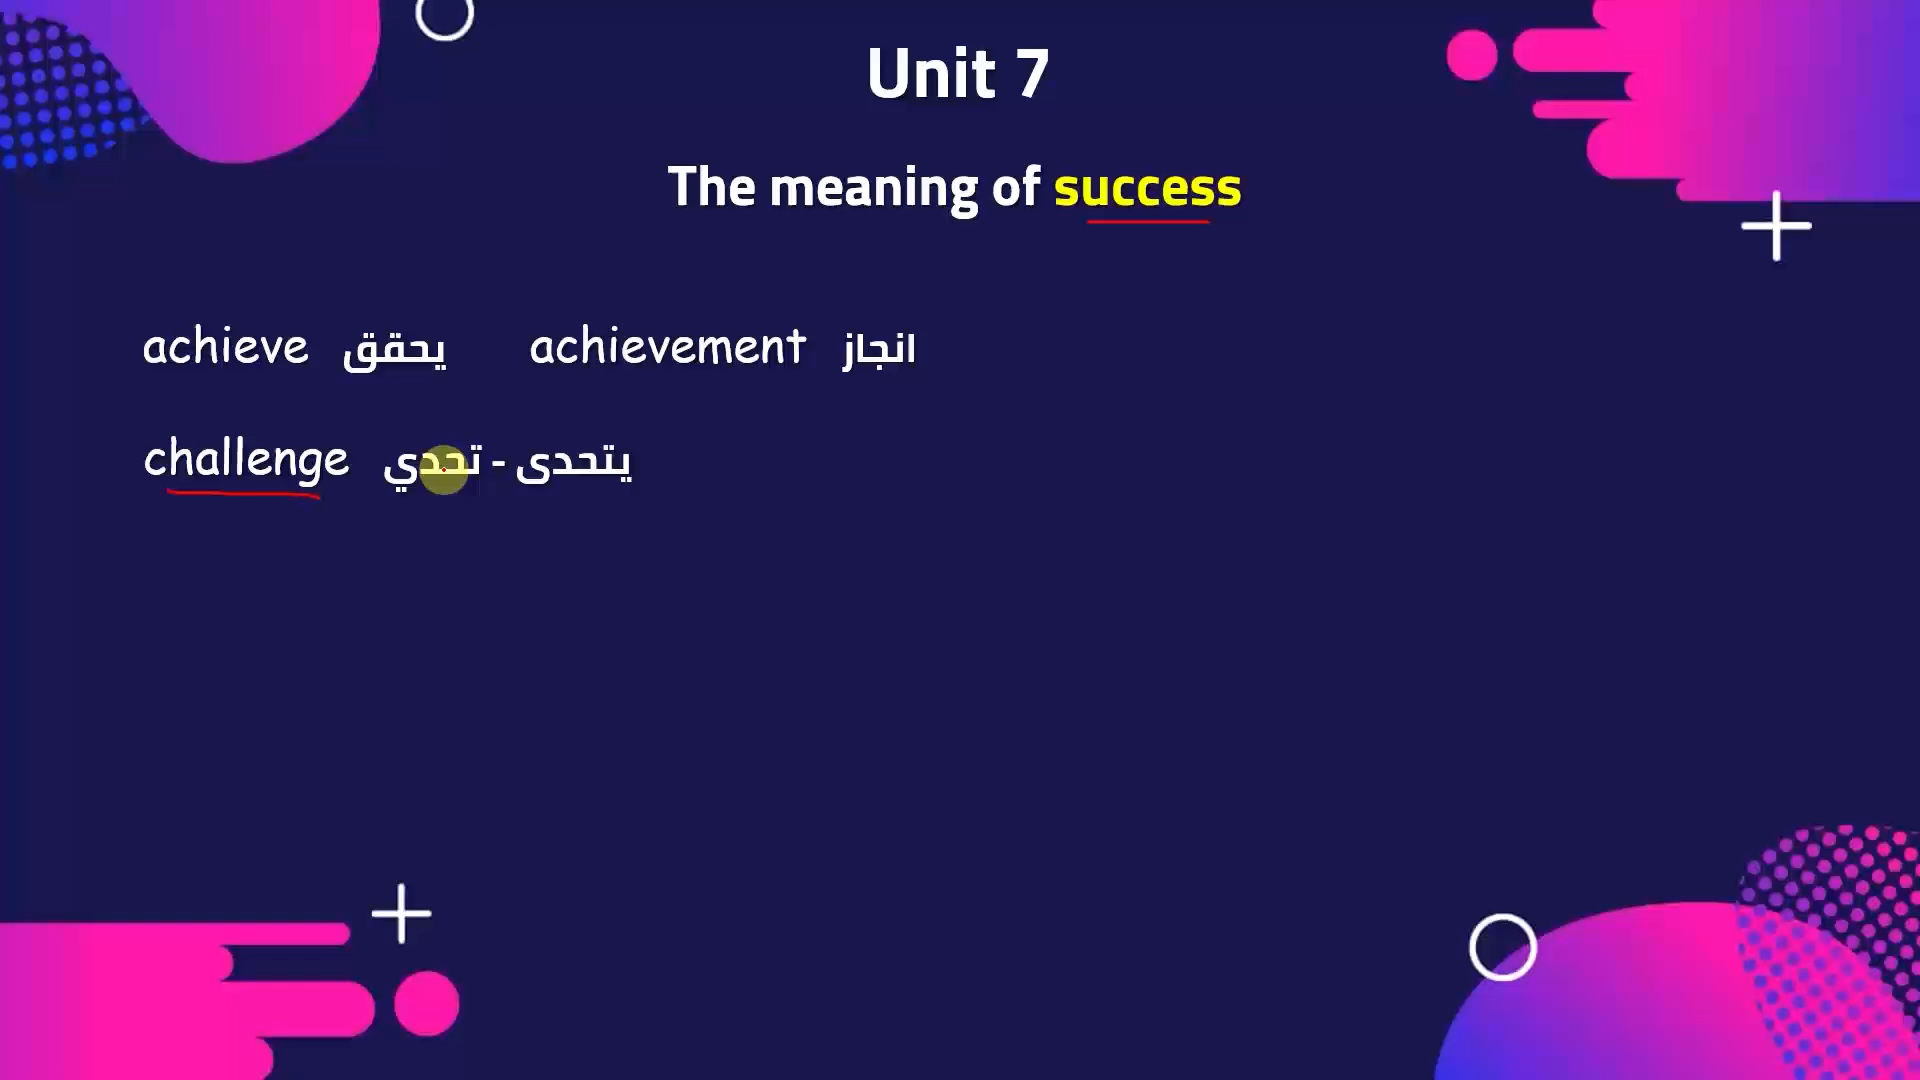 Unit 7
The meaning of success
achieve يحقق achievement انجاز
challenge يتحدى - تحدي